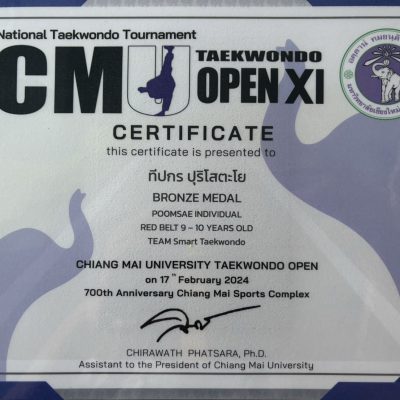 National Taekwondo Tournament
CMU TAEKWONDO OPEN XI
CERTIFICATE
this certificate is presented to
ทีปกร ปุริโสตะโย
BRONZE MEDAL
POOMSAE INDIVIDUAL
RED BELT 9 - 10 YEARS OLD
TEAM Smart Taekwondo
CHIANG MAI UNIVERSITY TAEKWONDO OPEN
on 17th February 2024
700th Anniversary Chiang Mai Sports Complex
CHIRAWATH PHATSARA, Ph.D.
Assistant to the President of Chiang Mai University